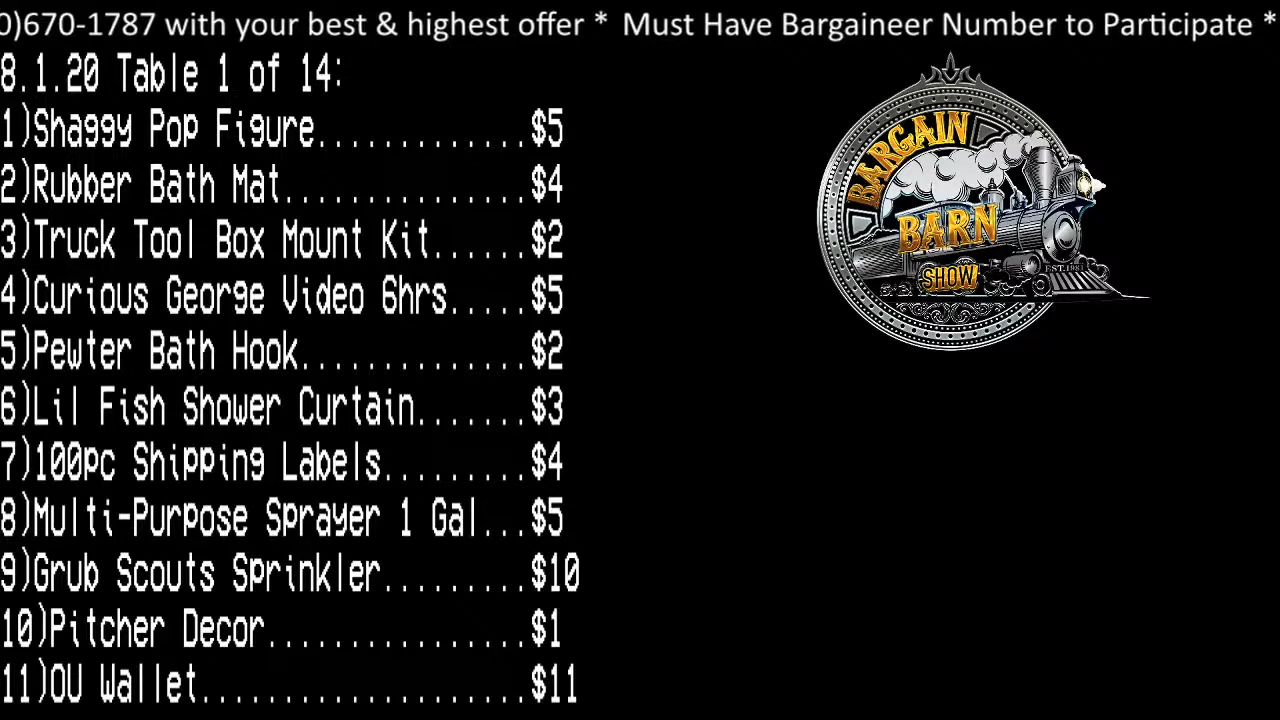 0)670-1787 with your best & highest offer * Must Have Bargaineer Number to Participate *
8.1.20 Table 1 of 14:
1)Shaggy Pop Figure.............$5
2)Rubber Bath Mat...............$4
3)Truck Tool Box Mount Kit......$2
4)Curious George Video 6hrs.....$5
5)Pewter Bath Hook..............$2
6)Lil Fish Shower Curtain.......$3
7)100pc Shipping Labels.........$4
8)Multi-Purpose Sprayer 1 Gal...$5
9)Grub Scouts Sprinkler.........$10
10)Pitcher Decor................$1
11)OU Wallet....................$11
BARGAIN
BARN
SHOW
EST.1981